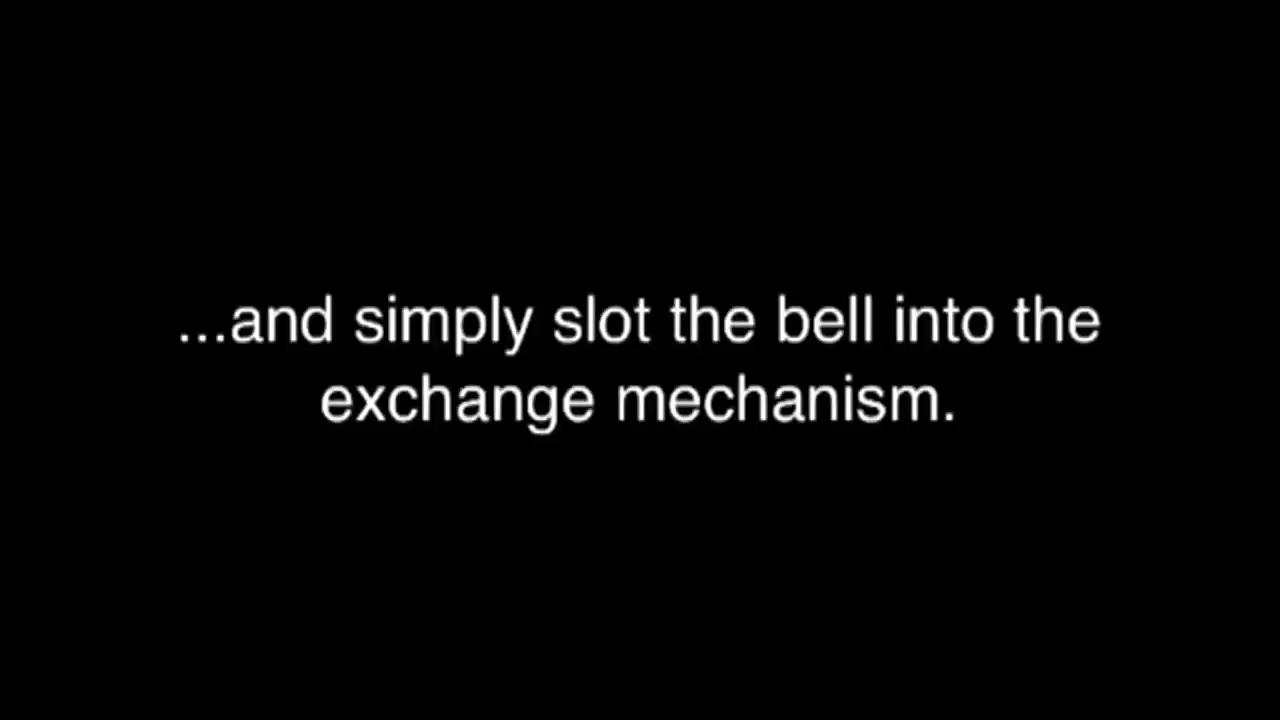 ...and simply slot the bell into the
exchange mechanism.